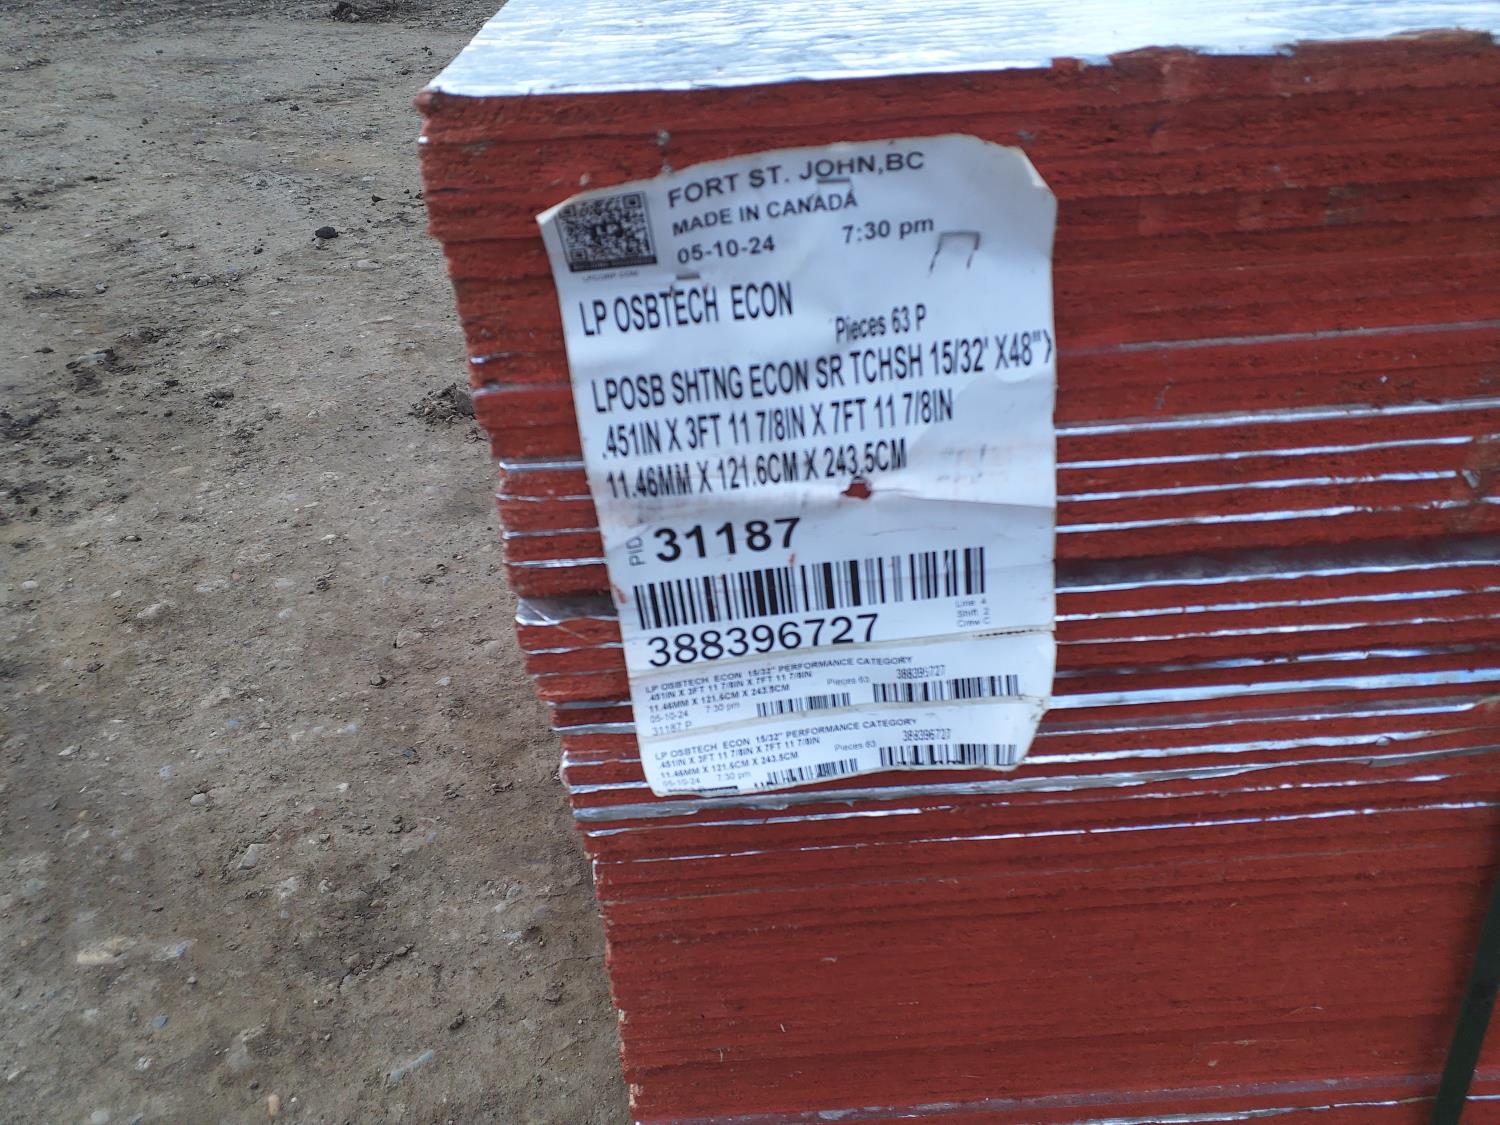 FORT ST. JOHN,BC
MADE IN CANADA
05-10-24 7:30 pm
LP OSBTECH ECON
Pieces 63 P
LPOSB SHTNG ECON SR TCHSH 15/32' X48"
.451IN X 3FT 11 7/8IN X 7FT 11 7/8IN
11.46MM X 121.6CM X 243.5CM
PID 31187
388396727
Line: 4
Shift: 2
Crew C
LP OSBTECH ECON 15/32" PERFORMANCE CATEGORY
.451IN X 3FT 11 7/8IN X 7FT 11 7/8IN
Pieces 63 388396727
11.46MM X 121.6CM X 243.5CM
05-10-24 7:30 pm
31187 P
LP OSBTECH ECON 15/32" PERFORMANCE CATEGORY
.451IN X 3FT 11 7/8IN X 7FT 11 7/8IN
Pieces 63 388396727
11.46MM X 121.6CM X 243.5CM
05-10-24 7:30 pm